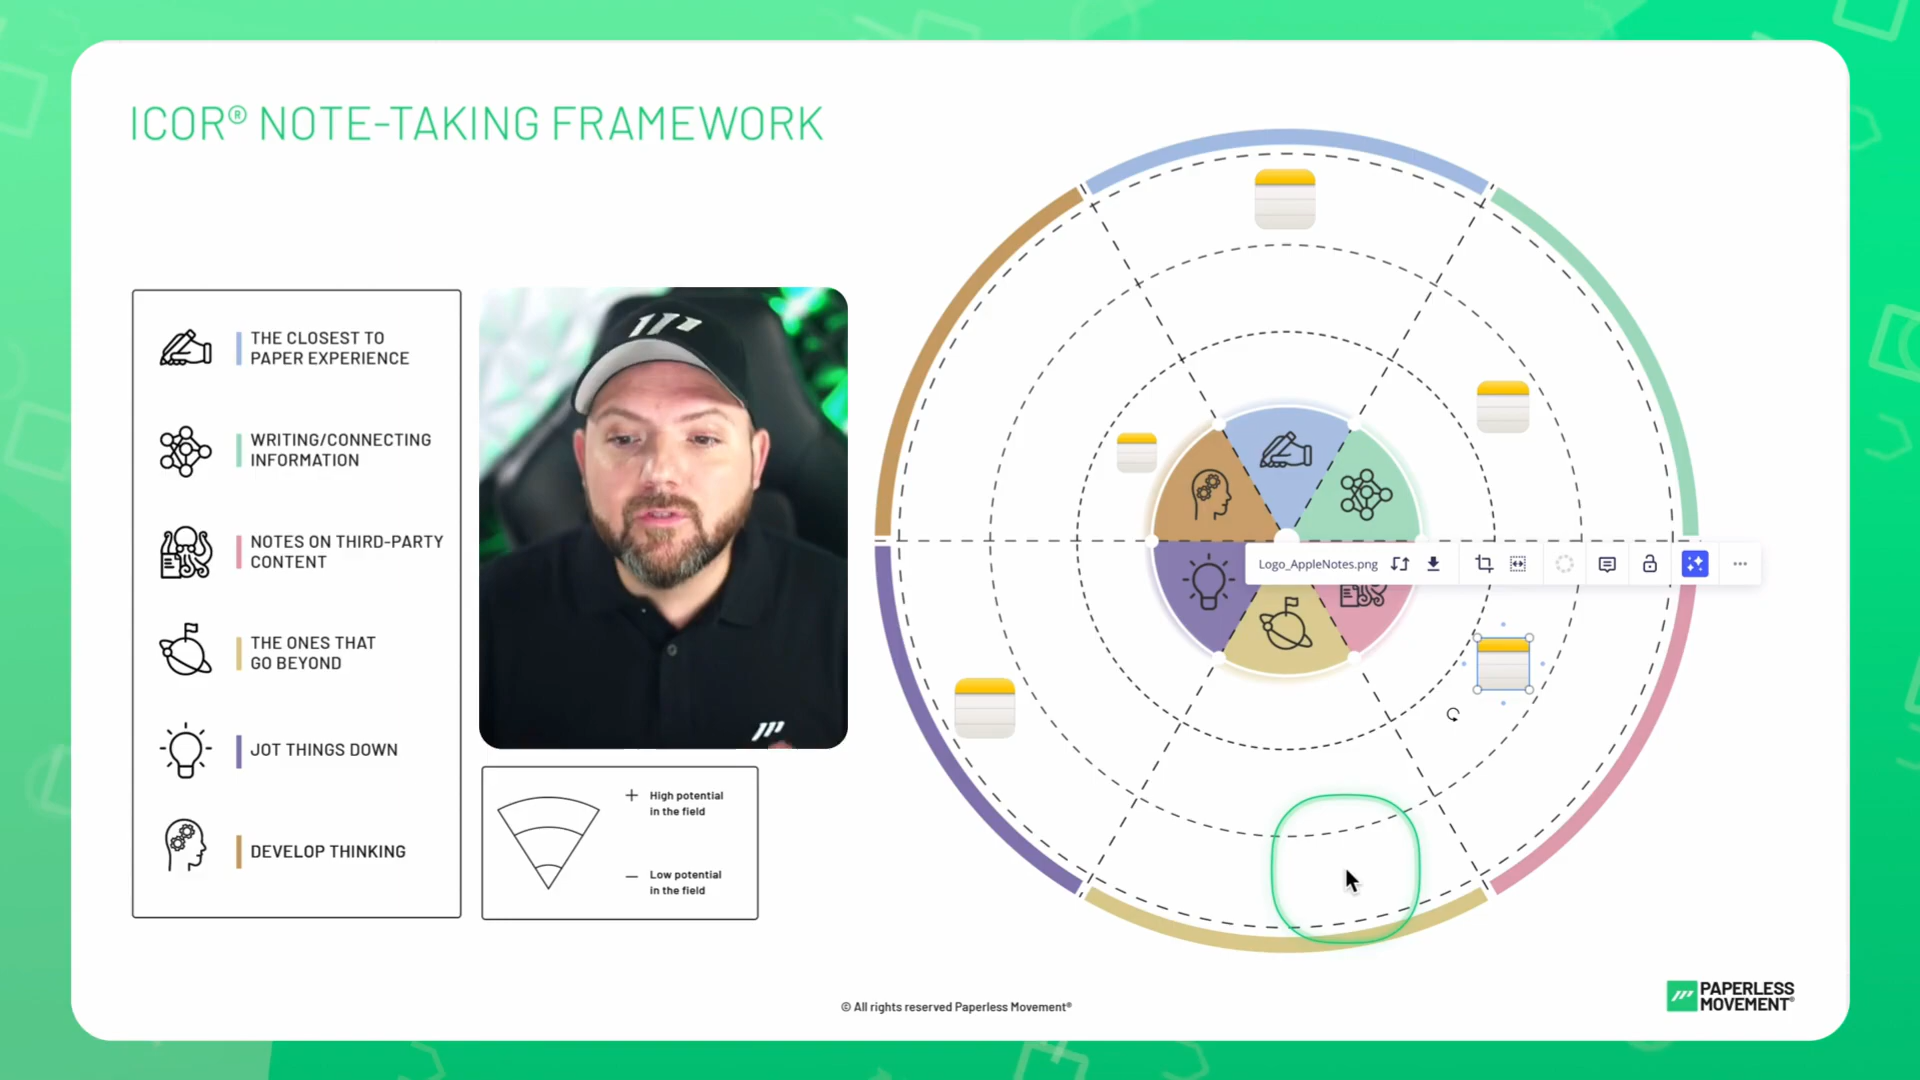 ICOR® NOTE-TAKING FRAMEWORK
THE CLOSEST TO
PAPER EXPERIENCE
WRITING/CONNECTING
INFORMATION
NOTES ON THIRD-PARTY
CONTENT
THE ONES THAT
GO BEYOND
JOT THINGS DOWN
DEVELOP THINKING
+ High potential
in the field
− Low potential
in the field
Logo_AppleNotes.png
© All rights reserved Paperless Movement®
PAPERLESS
MOVEMENT®